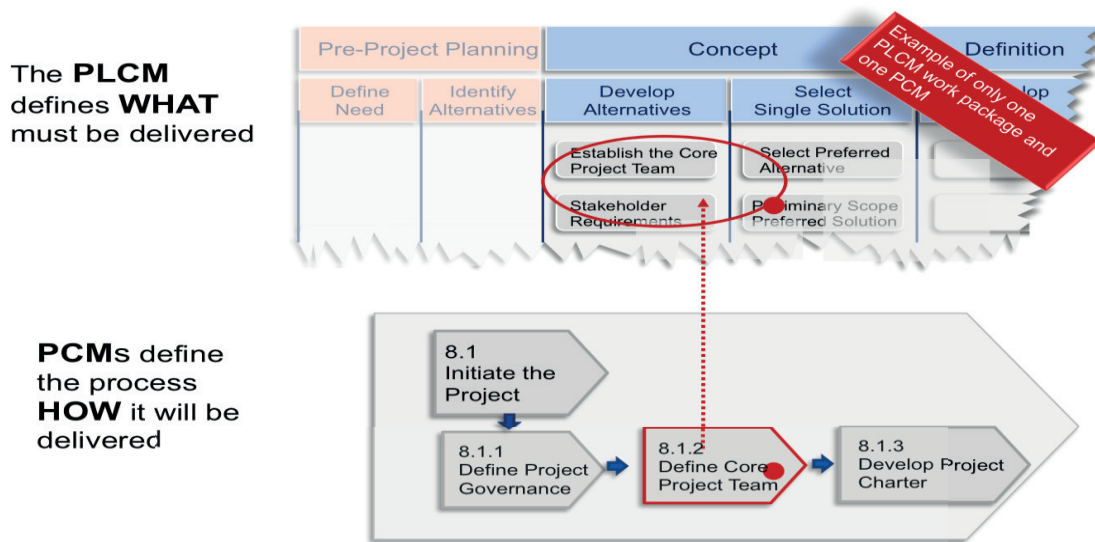 The PLCM
defines WHAT
must be delivered
Pre-Project Planning
Concept
Definition
Define
Need
Identify
Alternatives
Develop
Alternatives
Select
Single Solution
Establish the Core
Project Team
Select Preferred
Alternative
Stakeholder
Requirements
Preliminary Scope
Preferred Solution
Example of only one
PLCM work package and
one PCM
PCMs define
the process
HOW it will be
delivered
8.1
Initiate the
Project
8.1.1
Define Project
Governance
8.1.2
Define Core
Project Team
8.1.3
Develop Project
Charter